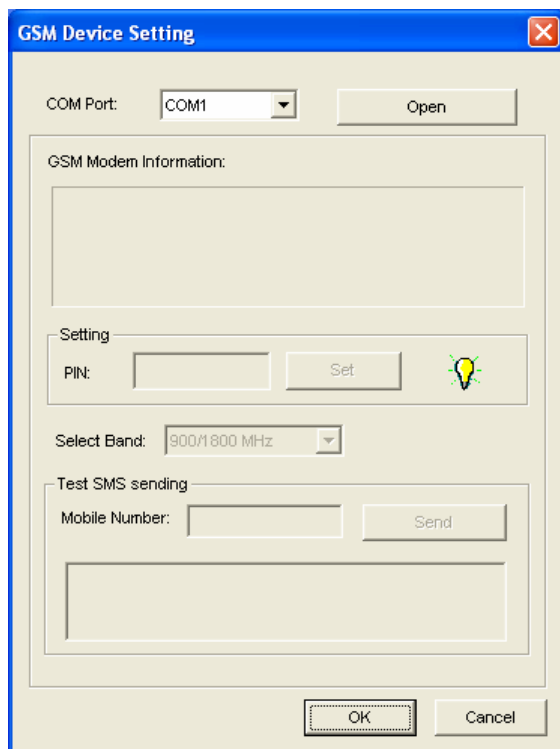 GSM Device Setting
COM Port: COM1 Open
GSM Modem Information:
Setting
PIN: Set
Select Band: 900/1800 MHz
Test SMS sending
Mobile Number: Send
OK Cancel